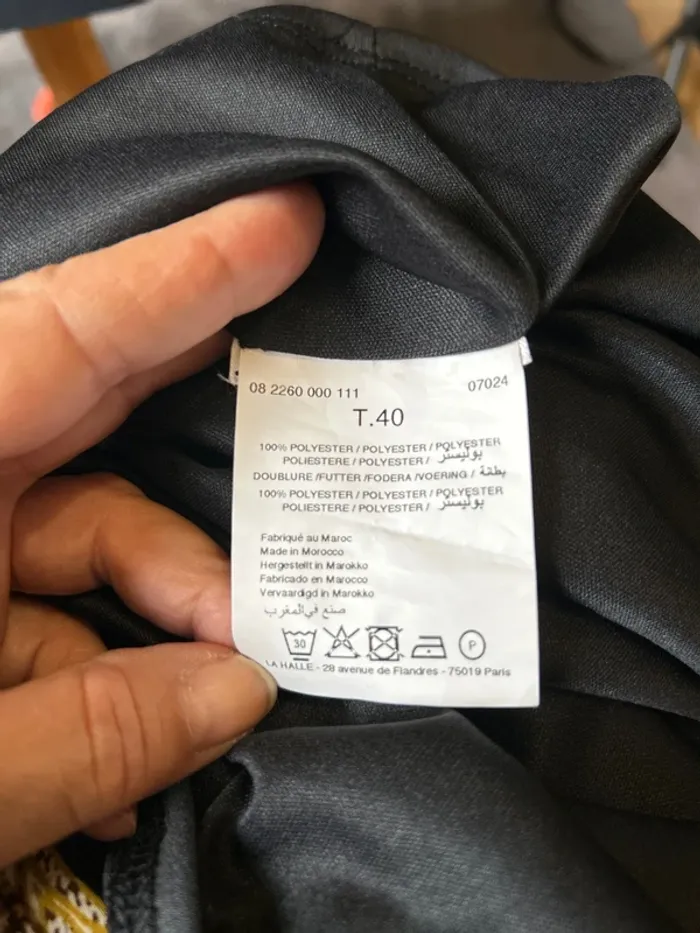 08 2260 000 111 07024
T.40
100% POLYESTER / POLYESTER / POLYESTER
POLIESTERE / POLYESTER / بوليستر
DOUBLURE /FUTTER /FODERA /VOERING / بطانة
100% POLYESTER / POLYESTER / POLYESTER
POLIESTERE / POLYESTER / بوليستر
Fabriqué au Maroc
Made in Morocco
Hergestellt in Marokko
Fabricado en Marocco
Vervaardigd in Marokko
صنع في المغرب
30 P
LA HALLE - 28 avenue de Flandres - 75019 Paris